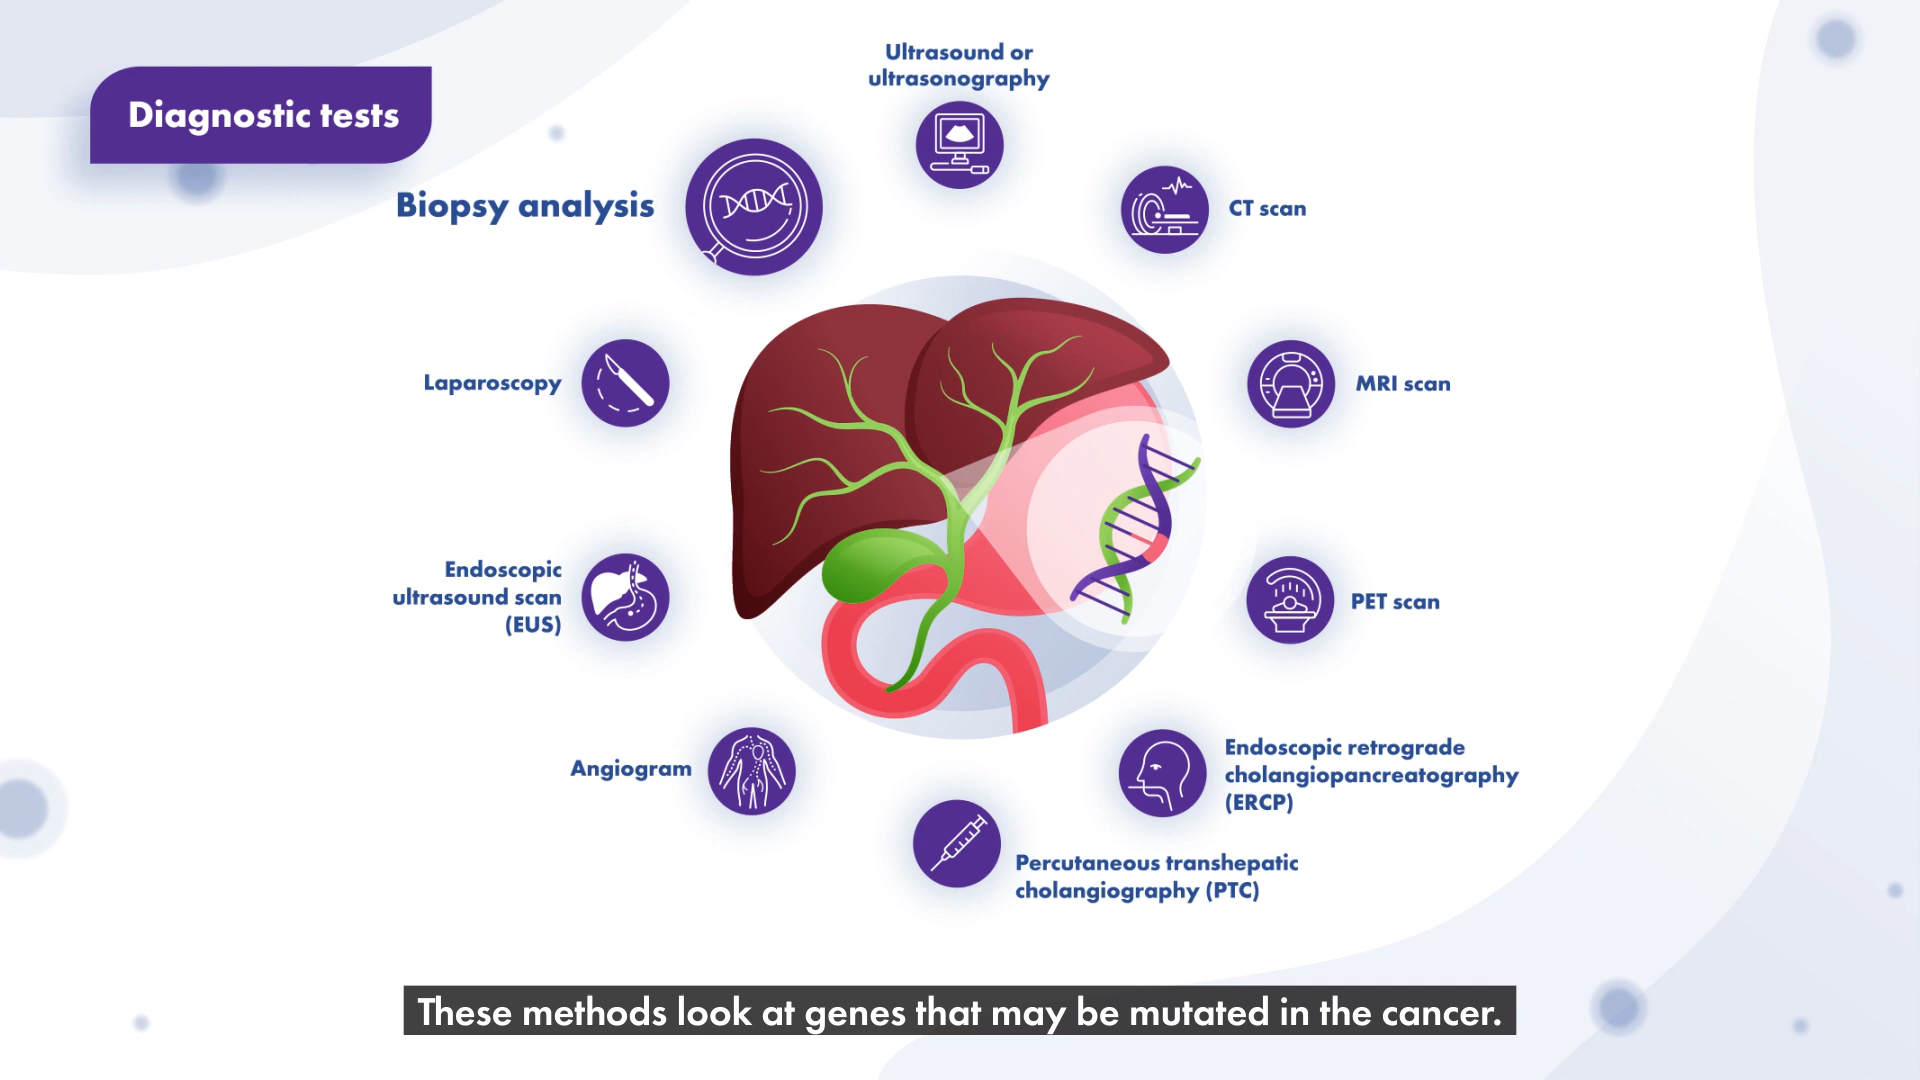 Diagnostic tests
Ultrasound or
ultrasonography
Biopsy analysis
CT scan
Laparoscopy
MRI scan
Endoscopic
ultrasound scan
(EUS)
PET scan
Angiogram
Endoscopic retrograde
cholangiopancreatography
(ERCP)
Percutaneous transhepatic
cholangiography (PTC)
These methods look at genes that may be mutated in the cancer.